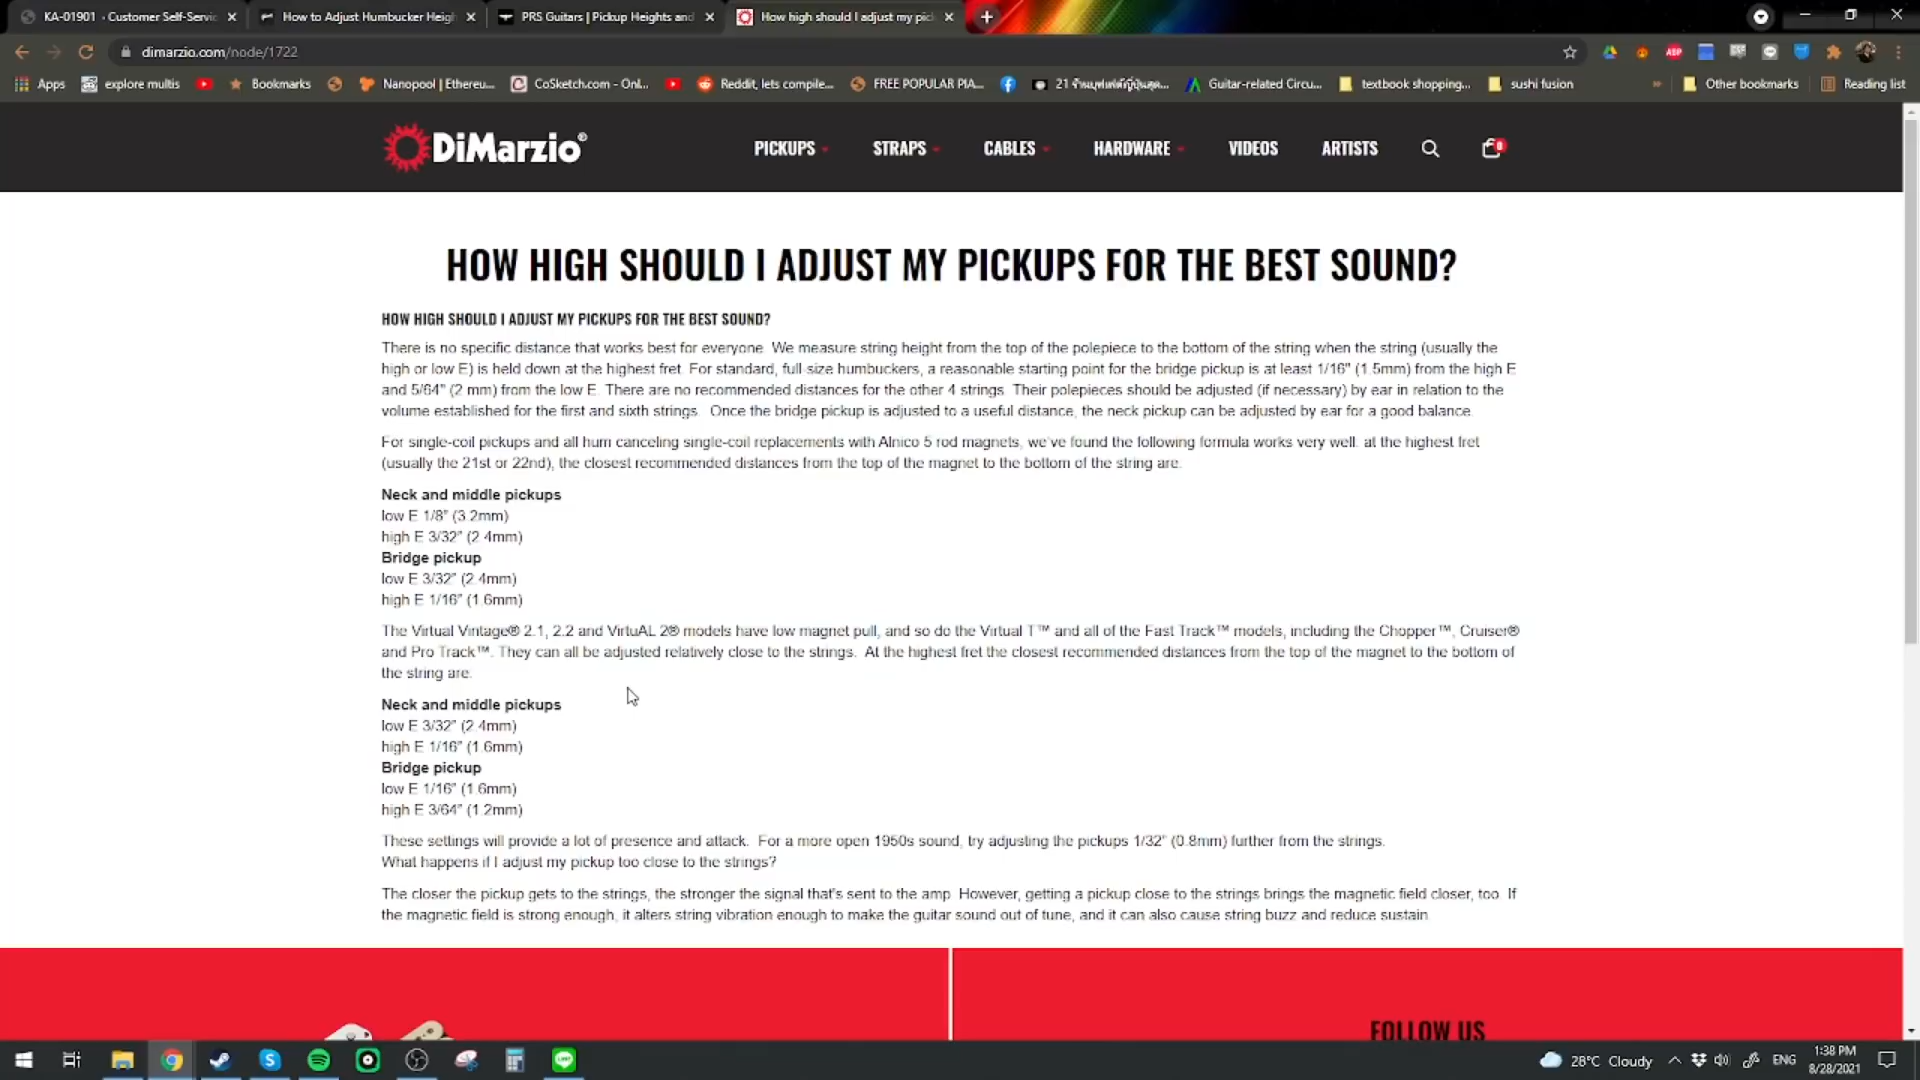 KA-01901 - Customer Self-Servic
How to Adjust Humbucker Heigh
PRS Guitars | Pickup Heights and
How high should I adjust my pic
dimarzio.com/node/1722
ABP
Apps
explore multis
Bookmarks
Nanopool | Ethereu...
CoSketch.com - Onl...
Reddit, lets compile...
FREE POPULAR PIA...
Guitar-related Circu...
textbook shopping...
sushi fusion
»
Other bookmarks
Reading list
DiMarzio®
PICKUPS
STRAPS
CABLES
HARDWARE
VIDEOS
ARTISTS
0
HOW HIGH SHOULD I ADJUST MY PICKUPS FOR THE BEST SOUND?
HOW HIGH SHOULD I ADJUST MY PICKUPS FOR THE BEST SOUND?
There is no specific distance that works best for everyone. We measure string height from the top of the polepiece to the bottom of the string when the string (usually the
high or low E) is held down at the highest fret. For standard, full-size humbuckers, a reasonable starting point for the bridge pickup is at least 1/16" (1.5mm) from the high E
and 5/64" (2 mm) from the low E. There are no recommended distances for the other 4 strings. Their polepieces should be adjusted (if necessary) by ear in relation to the
volume established for the first and sixth strings. Once the bridge pickup is adjusted to a useful distance, the neck pickup can be adjusted by ear for a good balance.
For single-coil pickups and all hum canceling single-coil replacements with Alnico 5 rod magnets, we've found the following formula works very well: at the highest fret
(usually the 21st or 22nd), the closest recommended distances from the top of the magnet to the bottom of the string are:
Neck and middle pickups
low E 1/8" (3.2mm)
high E 3/32" (2.4mm)
Bridge pickup
low E 3/32" (2.4mm)
high E 1/16" (1.6mm)
The Virtual Vintage® 2.1, 2.2 and VirtuAL 2® models have low magnet pull, and so do the Virtual T™ and all of the Fast Track™ models, including the Chopper™, Cruiser®
and Pro Track™. They can all be adjusted relatively close to the strings. At the highest fret the closest recommended distances from the top of the magnet to the bottom of
the string are:
Neck and middle pickups
low E 3/32" (2.4mm)
high E 1/16" (1.6mm)
Bridge pickup
low E 1/16" (1.6mm)
high E 3/64" (1.2mm)
These settings will provide a lot of presence and attack. For a more open 1950s sound, try adjusting the pickups 1/32" (0.8mm) further from the strings.
What happens if I adjust my pickup too close to the strings?
The closer the pickup gets to the strings, the stronger the signal that's sent to the amp. However, getting a pickup close to the strings brings the magnetic field closer, too. If
the magnetic field is strong enough, it alters string vibration enough to make the guitar sound out of tune, and it can also cause string buzz and reduce sustain.
FOLLOW US
28°C Cloudy
ENG
1:38 PM
8/28/2021